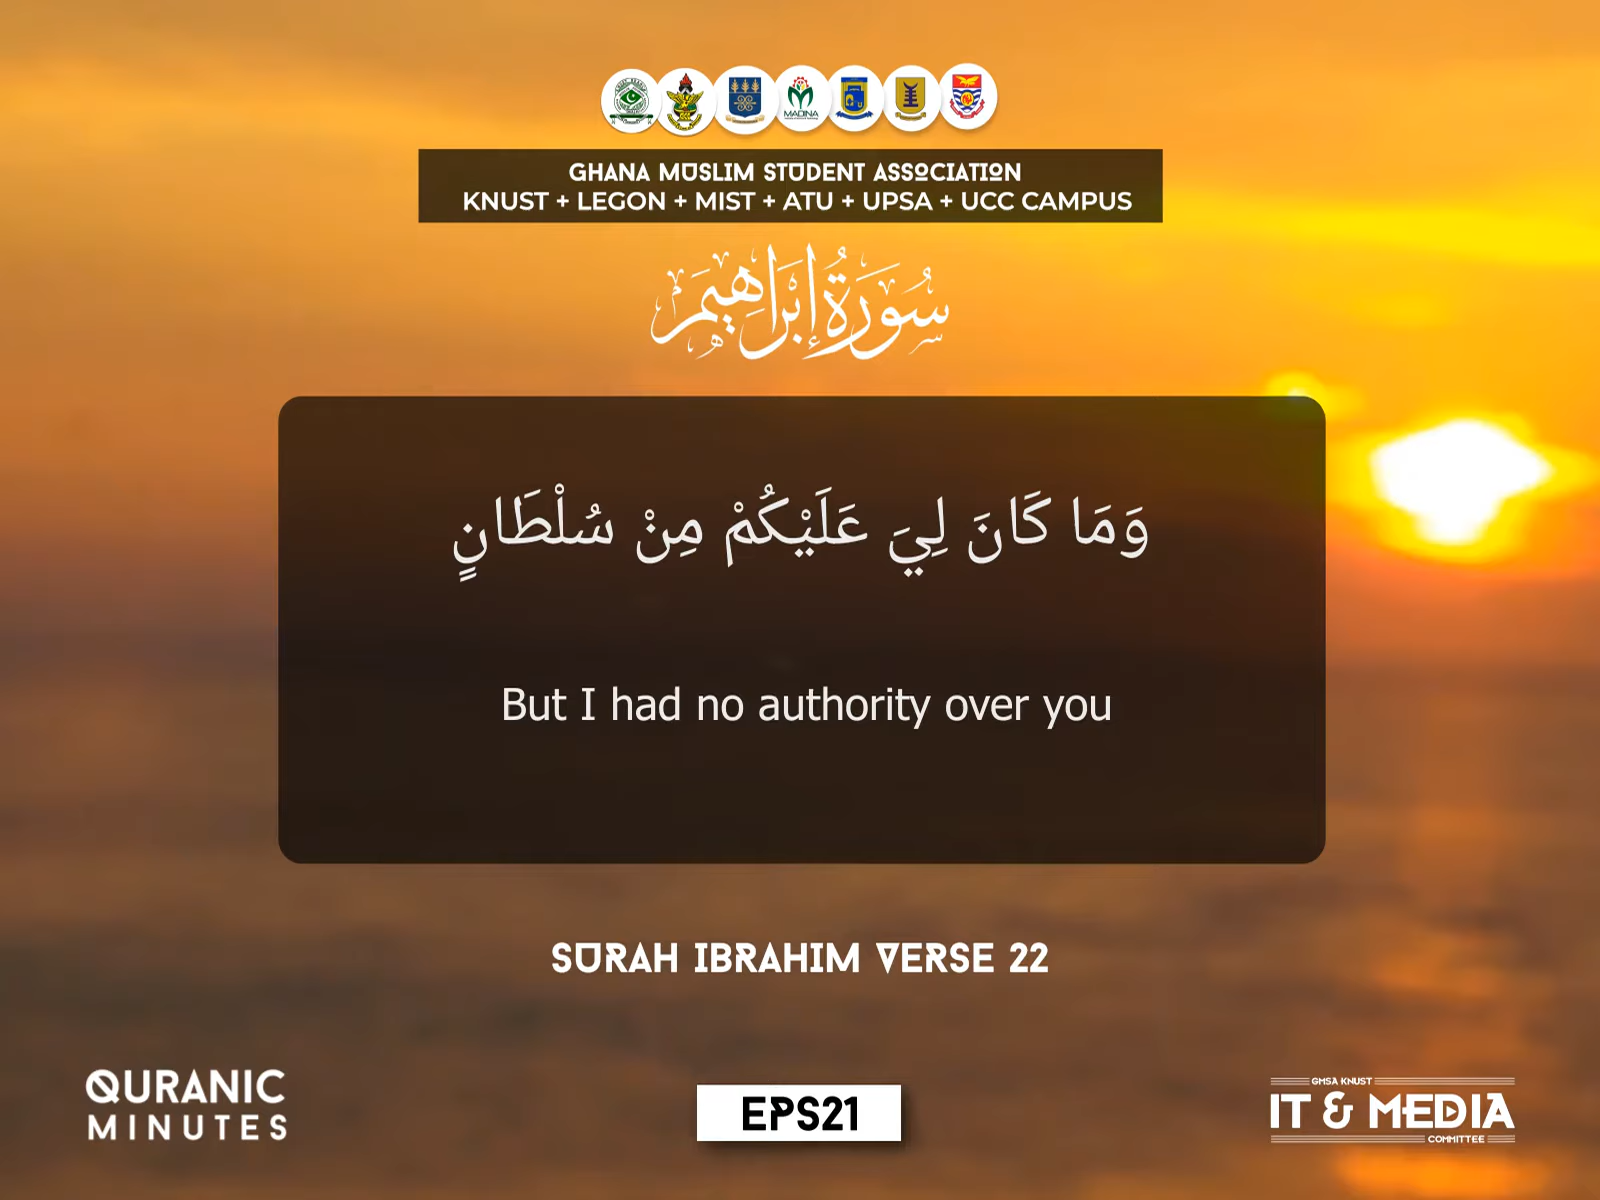 MADINA
GHANA MUSLIM STUDENT ASSOCIATION
KNUST + LEGON + MIST + ATU + UPSA + UCC CAMPUS
سُورَةُ إِبْرَاهِيمَ
وَمَا كَانَ لِيَ عَلَيْكُمْ مِنْ سُلْطَانٍ
But I had no authority over you
SURAH IBRAHIM VERSE 22
QURANIC
MINUTES
EPS21
GMSA KNUST
IT & MEDIA
COMMITTEE